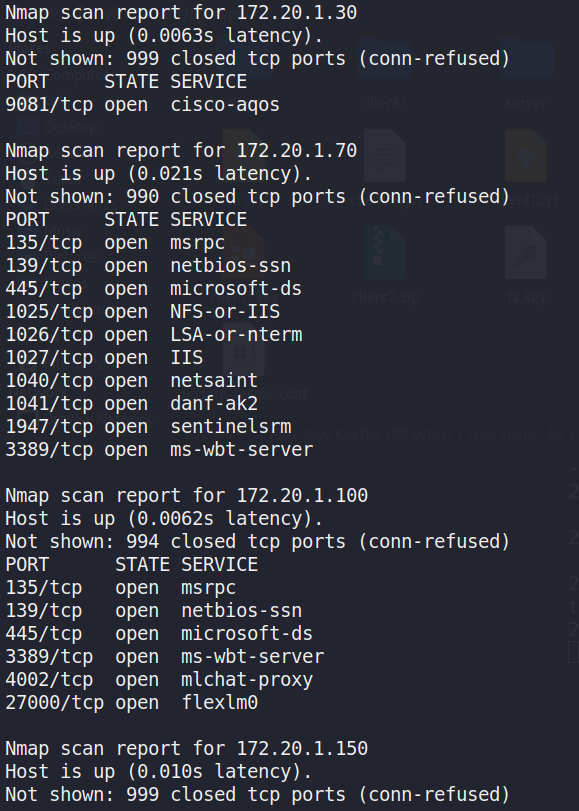 Nmap scan report for 172.20.1.30
Host is up (0.0063s latency).
Not shown: 999 closed tcp ports (conn-refused)
PORT     STATE SERVICE
9081/tcp open  cisco-aqos
Nmap scan report for 172.20.1.70
Host is up (0.021s latency).
Not shown: 990 closed tcp ports (conn-refused)
PORT     STATE SERVICE
135/tcp  open  msrpc
139/tcp  open  netbios-ssn
445/tcp  open  microsoft-ds
1025/tcp open  NFS-or-IIS
1026/tcp open  LSA-or-nterm
1027/tcp open  IIS
1040/tcp open  netsaint
1041/tcp open  danf-ak2
1947/tcp open  sentinelsrm
3389/tcp open  ms-wbt-server
Nmap scan report for 172.20.1.100
Host is up (0.0062s latency).
Not shown: 994 closed tcp ports (conn-refused)
PORT      STATE SERVICE
135/tcp   open  msrpc
139/tcp   open  netbios-ssn
445/tcp   open  microsoft-ds
3389/tcp  open  ms-wbt-server
4002/tcp  open  mlchat-proxy
27000/tcp open  flexlm0
Nmap scan report for 172.20.1.150
Host is up (0.010s latency).
Not shown: 999 closed tcp ports (conn-refused)
client7
server
Desktop
client7.zip
ta.key